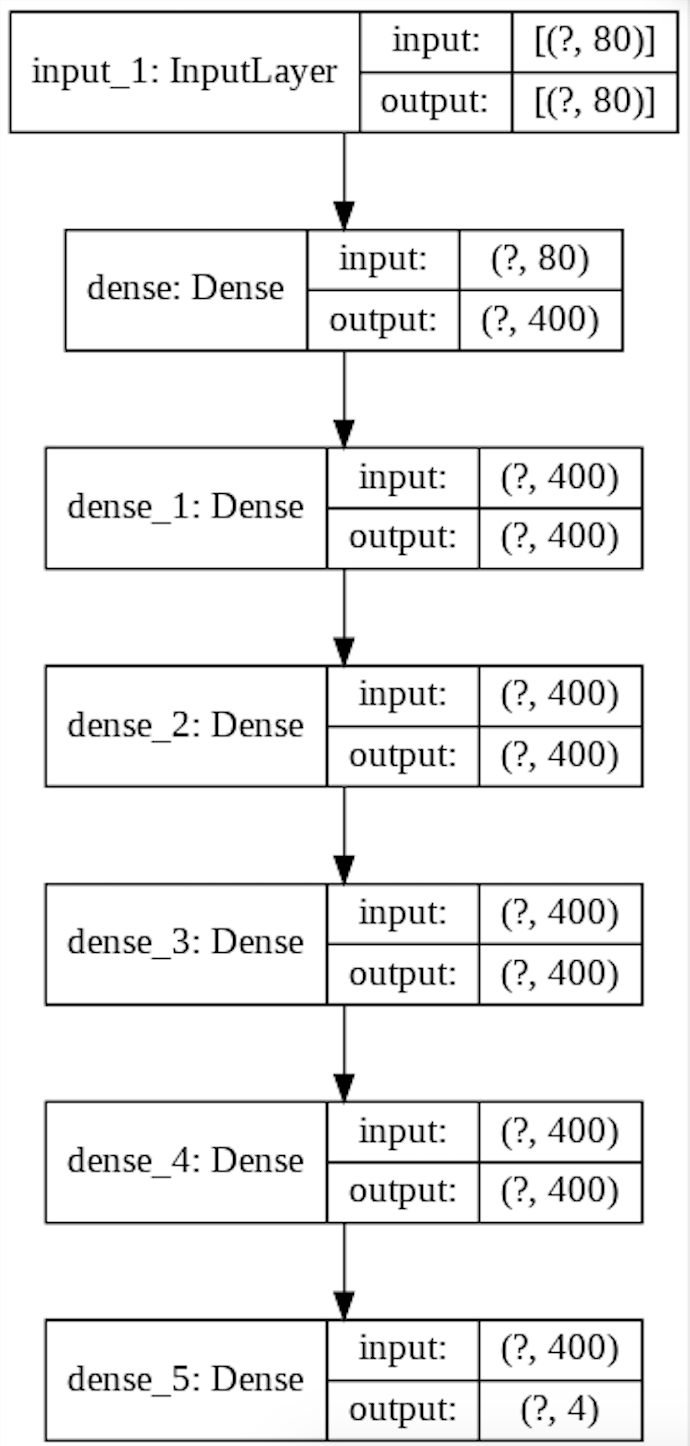 input_1: InputLayer
input: [(?, 80)]
output: [(?, 80)]
dense: Dense
input: (?, 80)
output: (?, 400)
dense_1: Dense
input: (?, 400)
output: (?, 400)
dense_2: Dense
input: (?, 400)
output: (?, 400)
dense_3: Dense
input: (?, 400)
output: (?, 400)
dense_4: Dense
input: (?, 400)
output: (?, 400)
dense_5: Dense
input: (?, 400)
output: (?, 4)